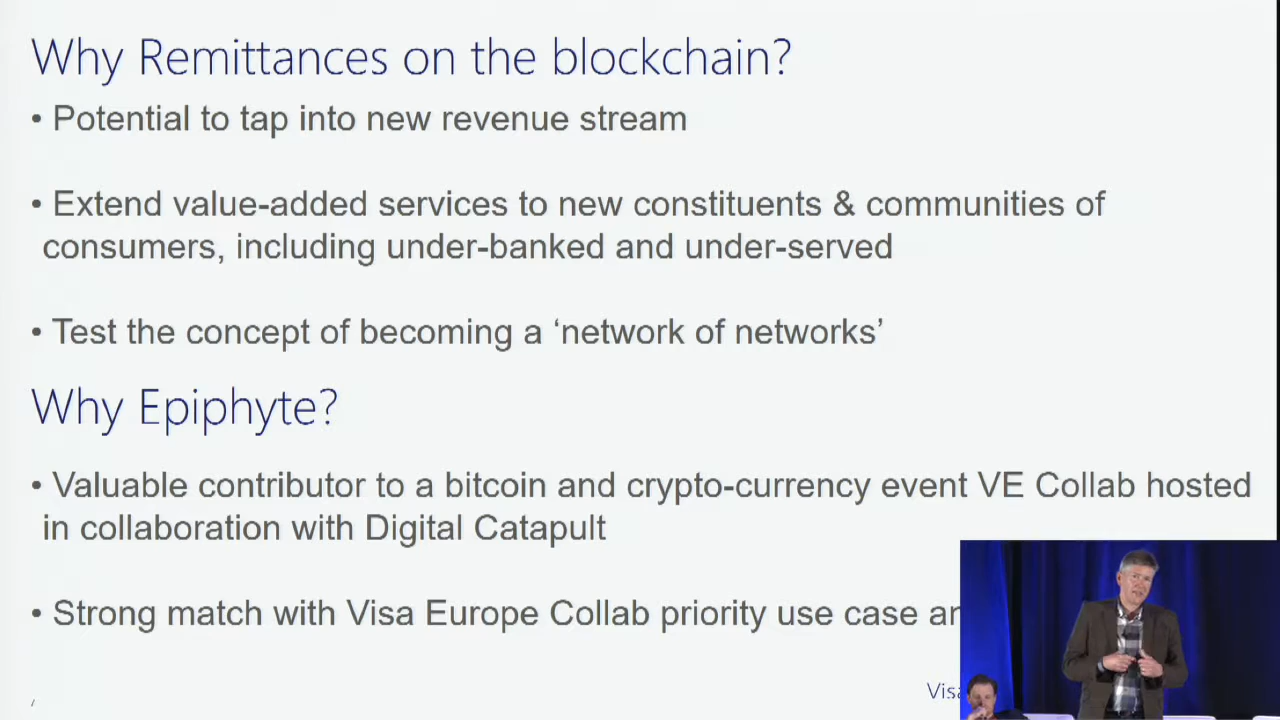 Why Remittances on the blockchain?
• Potential to tap into new revenue stream
• Extend value-added services to new constituents & communities of
consumers, including under-banked and under-served
• Test the concept of becoming a ‘network of networks’
Why Epiphyte?
• Valuable contributor to a bitcoin and crypto-currency event VE Collab hosted
in collaboration with Digital Catapult
• Strong match with Visa Europe Collab priority use case
Visa